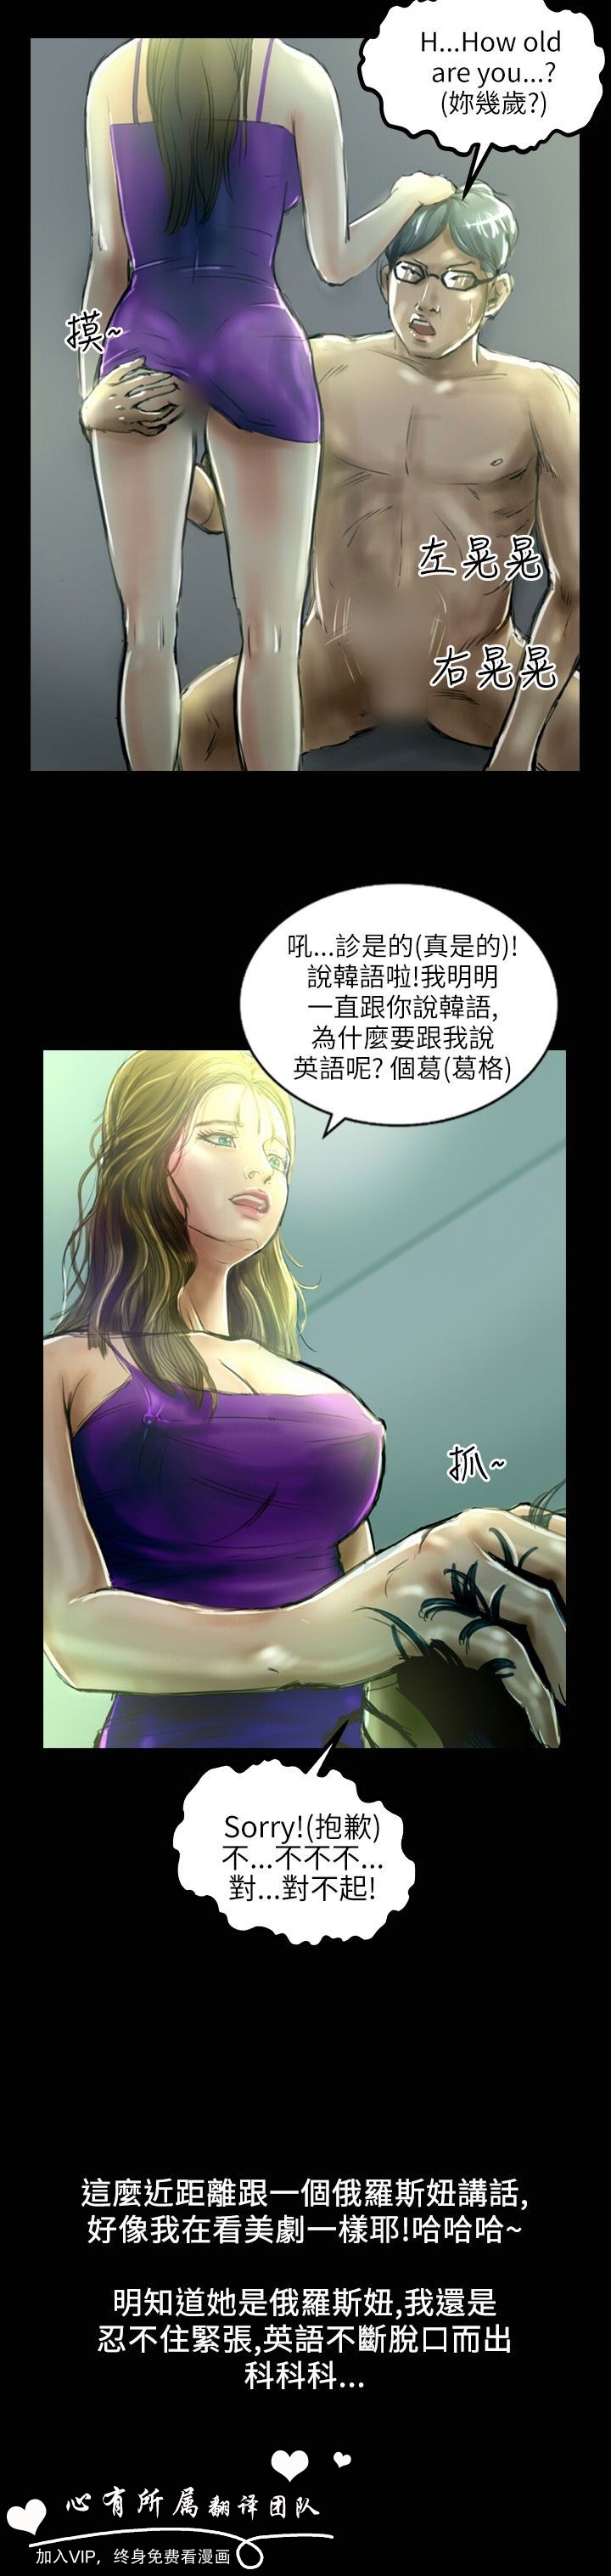 H...How old
are you...?
(妳幾歲?)
摸~
左晃晃
右晃晃
吼...診是的(真是的)!
說韓語啦!我明明
一直跟你說韓語,
為什麼要跟我說
英語呢? 個葛(葛格)
抓~
Sorry!(抱歉)
不...不不不...
對...對不起!
這麼近距離跟一個俄羅斯妞講話,
好像我在看美劇一樣耶!哈哈哈~
明知道她是俄羅斯妞,我還是
忍不住緊張,英語不斷脫口而出
科科科...
心有所属翻译团队
加入VIP，终身免费看漫画